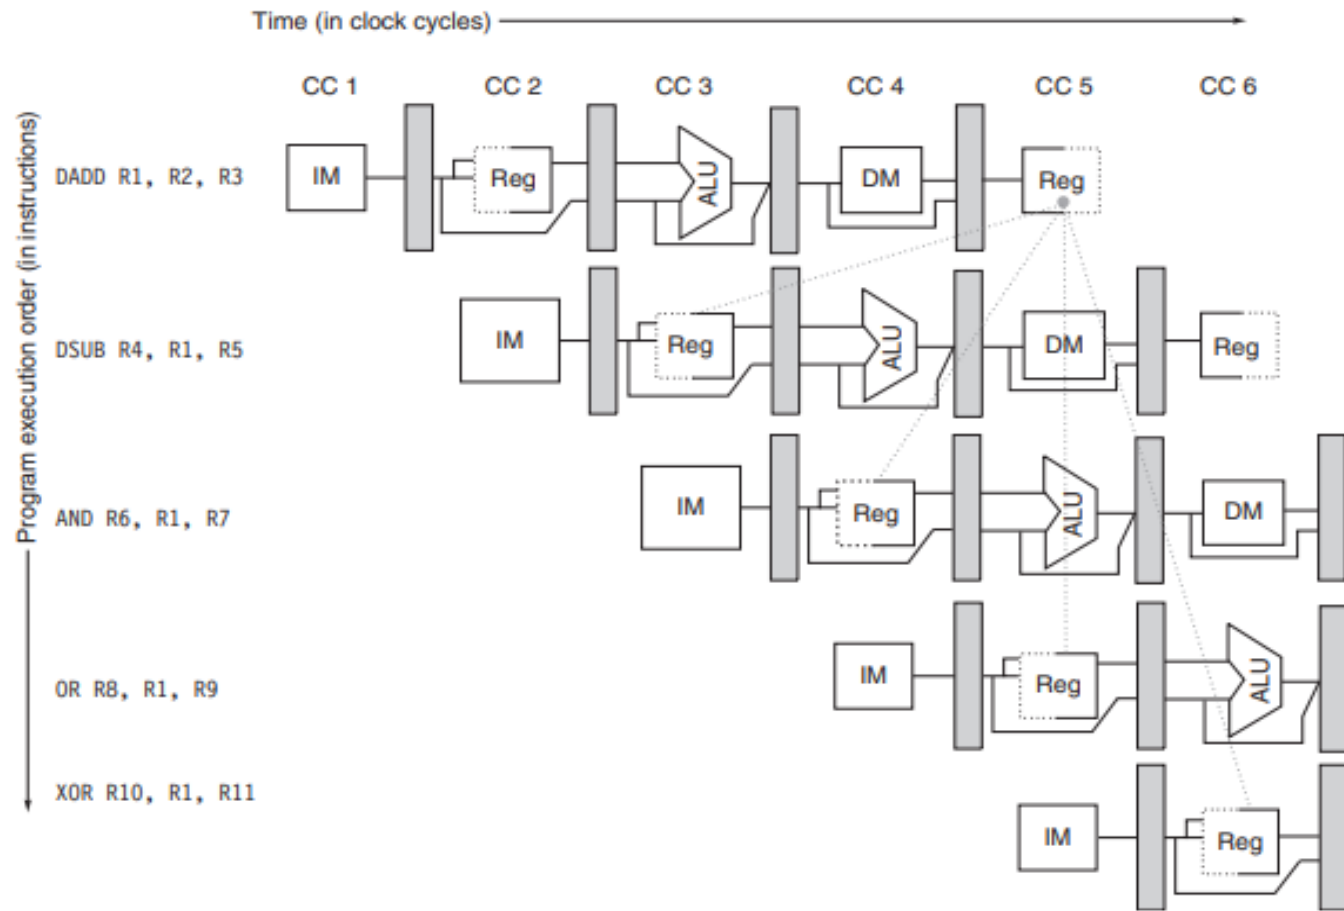 Time (in clock cycles)
CC 1 CC 2 CC 3 CC 4 CC 5 CC 6
Program execution order (in instructions)
DADD R1, R2, R3 IM Reg ALU DM Reg
DSUB R4, R1, R5 IM Reg ALU DM Reg
AND R6, R1, R7 IM Reg ALU DM
OR R8, R1, R9 IM Reg ALU
XOR R10, R1, R11 IM Reg